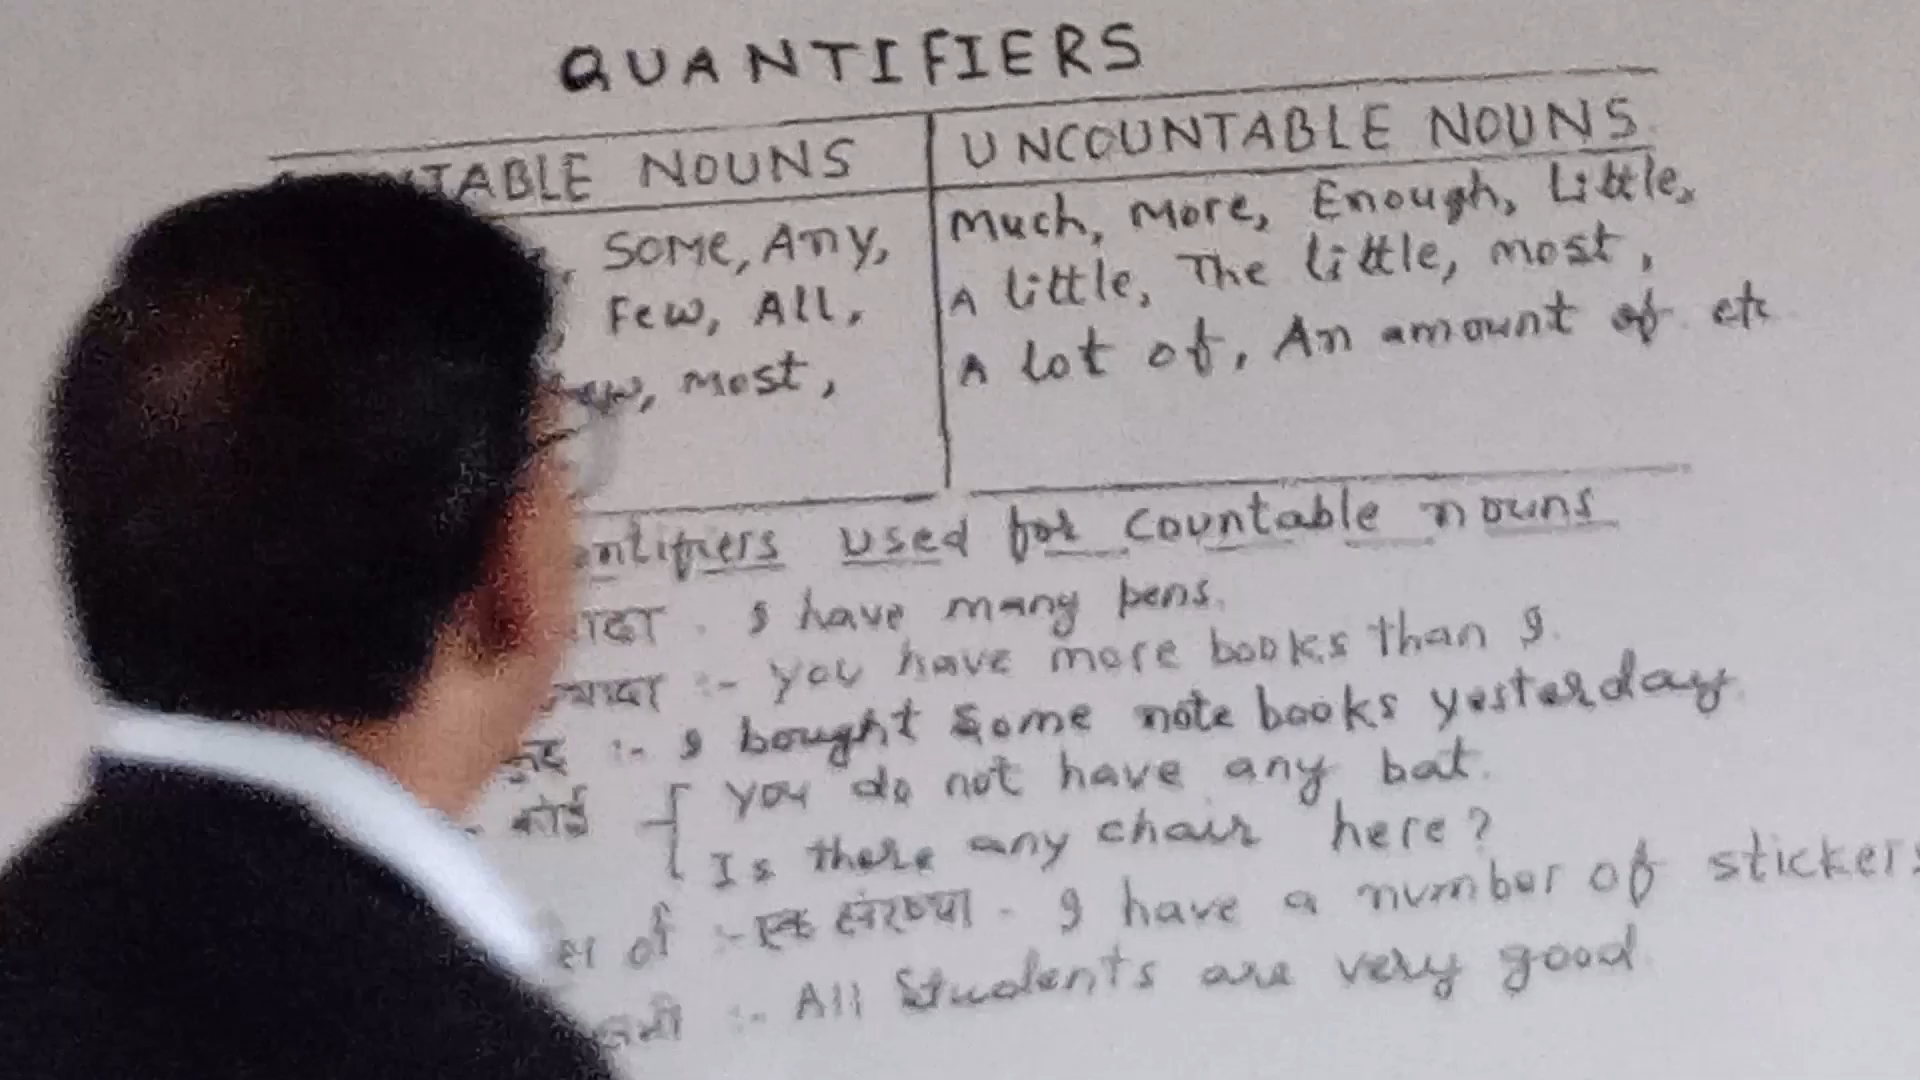 QUANTIFIERS
NOUNS
UNCOUNTABLE NOUNS.
Some, Any,
Few, All,
most,
Much, More, Enough, Little,
A little, The little, most,
A lot of, An amount of etc
used for countable nouns
I have many pens.
:- you have more books than I.
:- I bought some note books yesterday.
कोई { you do not have any bat.
Is there any chair here?
of :- एक संख्या - I have a number of stickers
:- All Students are very good